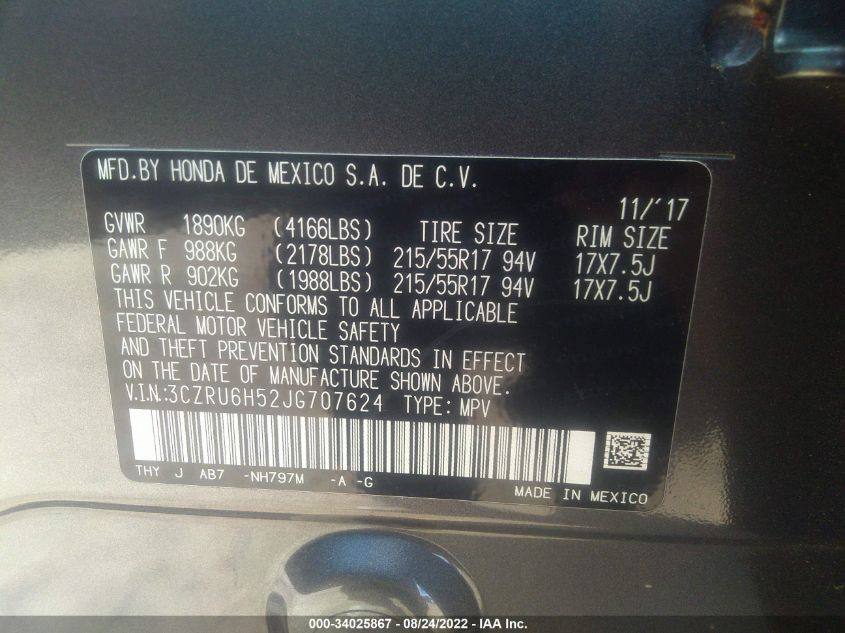 MFD.BY HONDA DE MEXICO S.A. DE C.V.
11/'17
GVWR 1890KG (4166LBS) TIRE SIZE RIM SIZE
GAWR F 988KG (2178LBS) 215/55R17 94V 17X7.5J
GAWR R 902KG (1988LBS) 215/55R17 94V 17X7.5J
THIS VEHICLE CONFORMS TO ALL APPLICABLE
FEDERAL MOTOR VEHICLE SAFETY
AND THEFT PREVENTION STANDARDS IN EFFECT
ON THE DATE OF MANUFACTURE SHOWN ABOVE.
V.I.N.:3CZRU6H52JG707624 TYPE: MPV
THY J AB7 -NH797M -A -G
MADE IN MEXICO
000-34025867 - 08/24/2022 - IAA Inc.